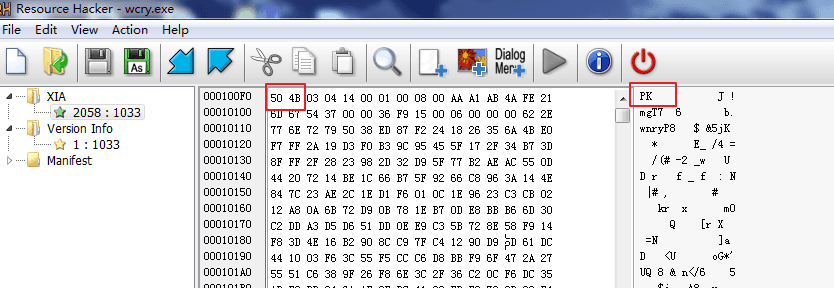 Resource Hacker - wcry.exe
File Edit View Action Help
As
Dialog
Men
XIA
2058 : 1033
Version Info
1 : 1033
Manifest
000100F0 50 4B 03 04 14 00 01 00 08 00 AA A1 AB 4A FE 21 PK J !
00010100 6D 67 54 37 00 00 36 F9 15 00 06 00 00 00 62 2E mgT7 6 b.
00010110 77 6E 72 79 50 38 ED 87 F2 24 18 26 35 6A 4B E0 wnryP8 $ &5jK
00010120 F7 FF 2A 19 D3 F0 B3 9C 95 45 5F 17 2F 34 B7 3D * E_ /4 =
00010130 8F FF 2F 28 23 98 2D 32 D9 5F 77 B2 AE AC 55 0D /(# -2 _w U
00010140 44 20 72 14 BE 1C 66 B7 5F 92 66 C8 96 3A 14 4E D r f _ f : N
00010150 84 7C 23 AE 2C 1E D1 F6 01 0C 1E 96 23 C3 CB 02 |# , #
00010160 12 A8 0A 6B 72 D9 0B 78 1E B7 0D E8 BB B6 6D 30 kr x m0
00010170 C2 DD A3 D5 D6 51 DD 0E E9 C3 5B 72 8E 58 F9 14 Q [r X
00010180 F8 3D 4E 16 B2 90 8C C9 7F C4 12 90 D9 5D 61 DC =N ]a
00010190 44 10 03 F6 3C 55 F5 CC C6 D8 BB F9 6F 47 2A 27 D <U oG*'
000101A0 55 51 C6 38 9F 26 F8 6E 3C 2F 36 C2 0C F6 DC 35 UQ 8 & n</6 5